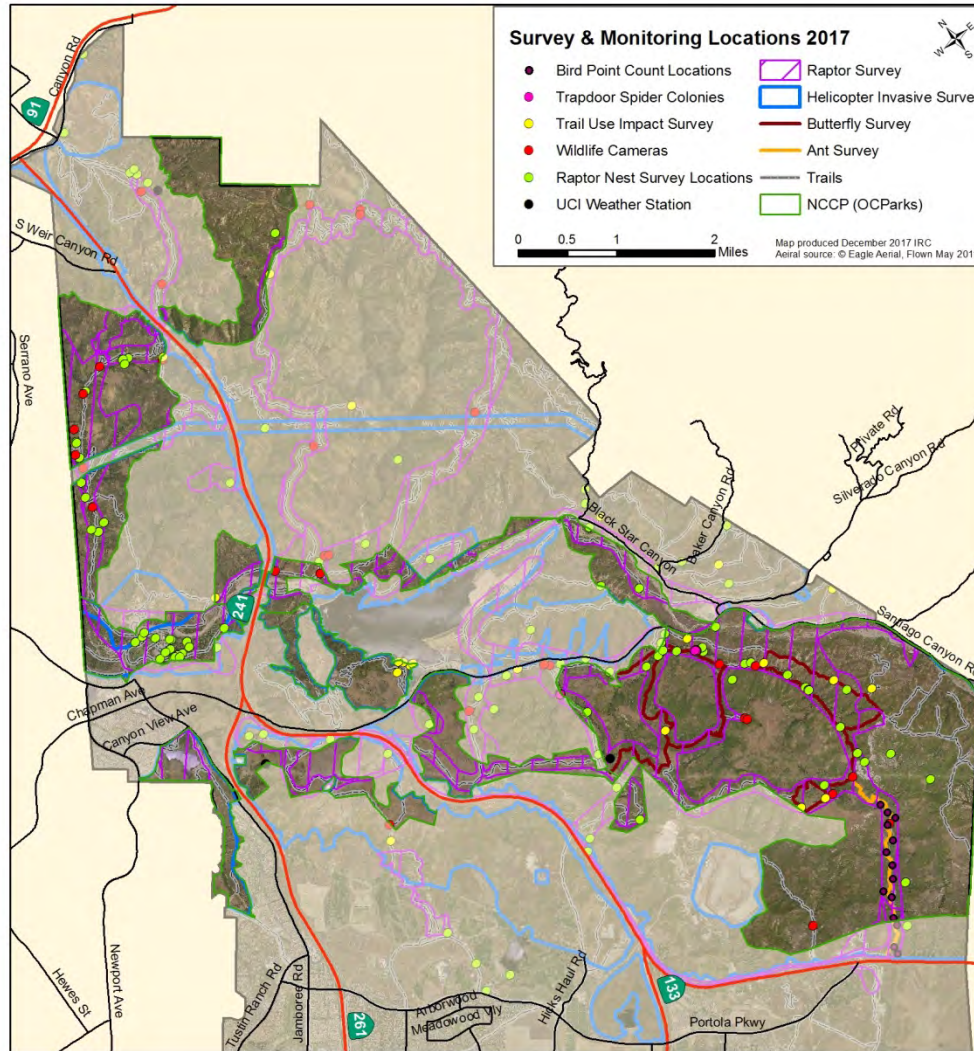 Survey & Monitoring Locations 2017
N
E
S
W
Bird Point Count Locations
Trapdoor Spider Colonies
Trail Use Impact Survey
Wildlife Cameras
Raptor Nest Survey Locations
UCI Weather Station
Raptor Survey
Helicopter Invasive Surve
Butterfly Survey
Ant Survey
Trails
NCCP (OCParks)
0 0.5 1 2
Miles
Map produced December 2017 IRC
Aeiral source: © Eagle Aerial, Flown May 201
Canyon Rd
91
S Weir Canyon Rd
Serrano Ave
Private Rd
Silverado Canyon Rd
Baker Canyon Rd
Black Star Canyon
241
Santiago Canyon Rd
Chapman Ave
Canyon View Ave
Hewes St
Newport Ave
Tustin Ranch Rd
Jamboree Rd
261
Arborwood
Meadowood Vly
Hicks Haul Rd
133
Portola Pkwy